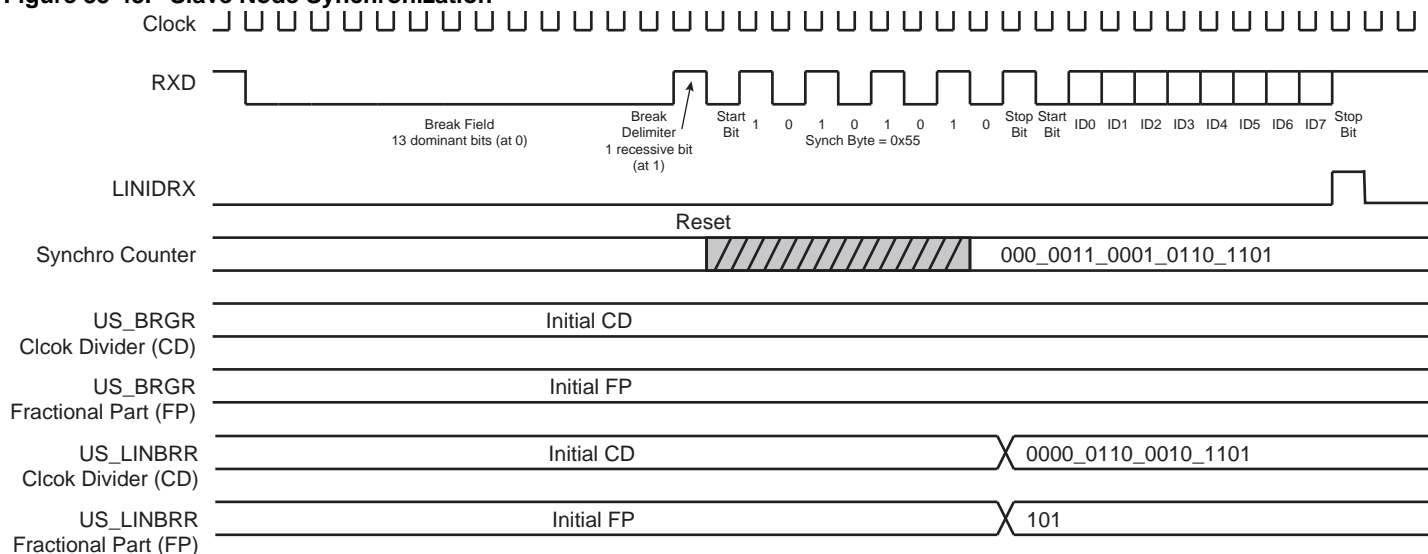 Figure Slave Node Synchronization
Clock
RXD
Break Field
13 dominant bits (at 0)
Break
Delimiter
1 recessive bit
(at 1)
Start
Bit
1 0 1 0 1 0 1 0
Synch Byte = 0x55
Stop
Bit
Start
Bit
ID0 ID1 ID2 ID3 ID4 ID5 ID6 ID7
Stop
Bit
LINIDRX
Reset
Synchro Counter
000_0011_0001_0110_1101
US_BRGR
Clcok Divider (CD)
Initial CD
US_BRGR
Fractional Part (FP)
Initial FP
US_LINBRR
Clcok Divider (CD)
Initial CD
0000_0110_0010_1101
US_LINBRR
Fractional Part (FP)
Initial FP
101